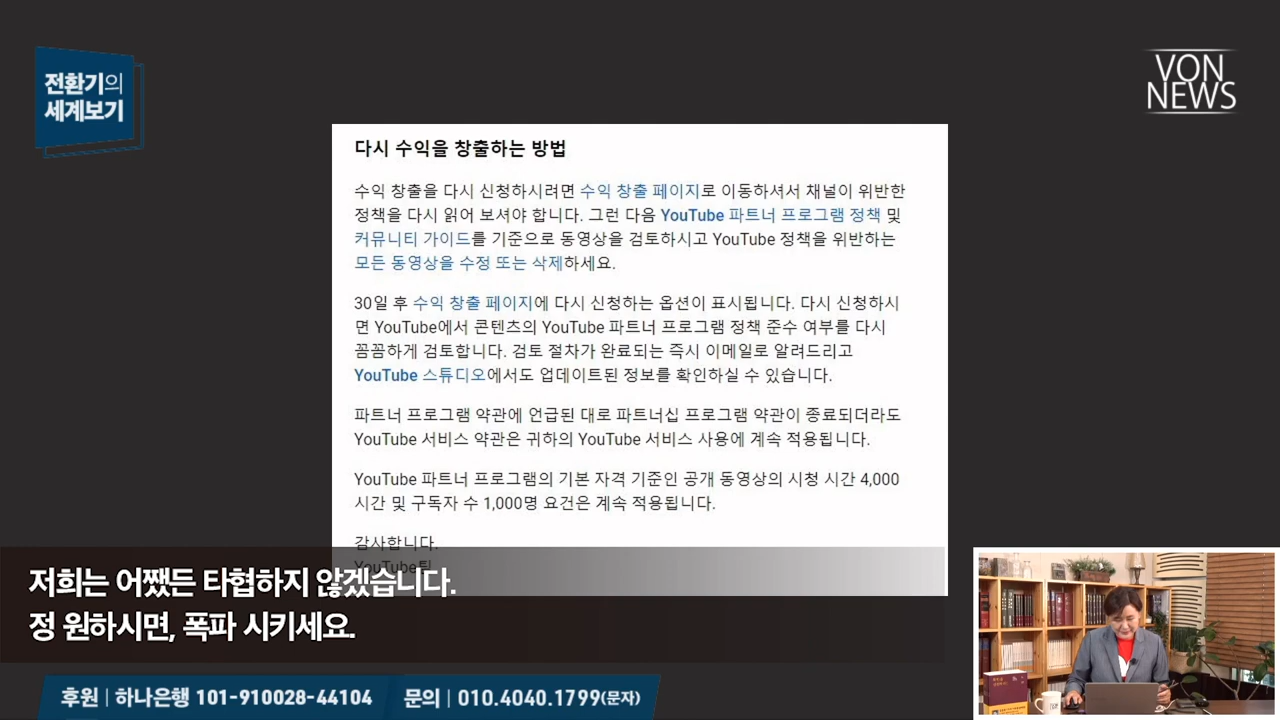 전환기의
세계보기
VON
NEWS
다시 수익을 창출하는 방법
수익 창출을 다시 신청하시려면 수익 창출 페이지로 이동하셔서 채널이 위반한
정책을 다시 읽어 보셔야 합니다. 그런 다음 YouTube 파트너 프로그램 정책 및
커뮤니티 가이드를 기준으로 동영상을 검토하시고 YouTube 정책을 위반하는
모든 동영상을 수정 또는 삭제하세요.
30일 후 수익 창출 페이지에 다시 신청하는 옵션이 표시됩니다. 다시 신청하시
면 YouTube에서 콘텐츠의 YouTube 파트너 프로그램 정책 준수 여부를 다시
꼼꼼하게 검토합니다. 검토 절차가 완료되는 즉시 이메일로 알려드리고
YouTube 스튜디오에서도 업데이트된 정보를 확인하실 수 있습니다.
파트너 프로그램 약관에 언급된 대로 파트너십 프로그램 약관이 종료되더라도
YouTube 서비스 약관은 귀하의 YouTube 서비스 사용에 계속 적용됩니다.
YouTube 파트너 프로그램의 기본 자격 기준인 공개 동영상의 시청 시간 4,000
시간 및 구독자 수 1,000명 요건은 계속 적용됩니다.
감사합니다.
YouTube팀
저희는 어쨌든 타협하지 않겠습니다.
정 원하시면, 폭파 시키세요.
후원 | 하나은행 101-910028-44104 문의 | 010.4040.1799(문자)